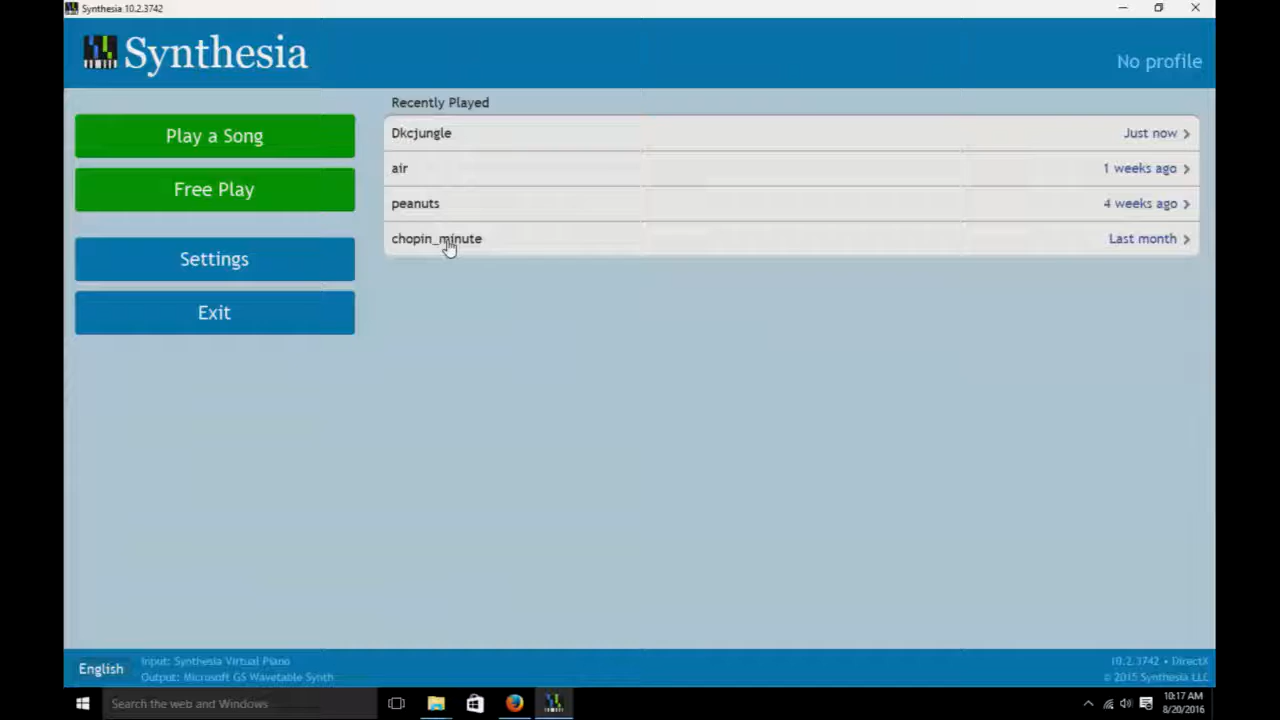 Synthesia 10.2.3742
Synthesia
No profile
Play a Song
Free Play
Settings
Exit
Recently Played
Dkcjungle Just now
air 1 weeks ago
peanuts 4 weeks ago
chopin_minute Last month
English
Input: Synthesia Virtual Piano
Output: Microsoft GS Wavetable Synth
10.2.3742 • DirectX
© 2015 Synthesia LLC
Search the web and Windows
10:17 AM
8/20/2016